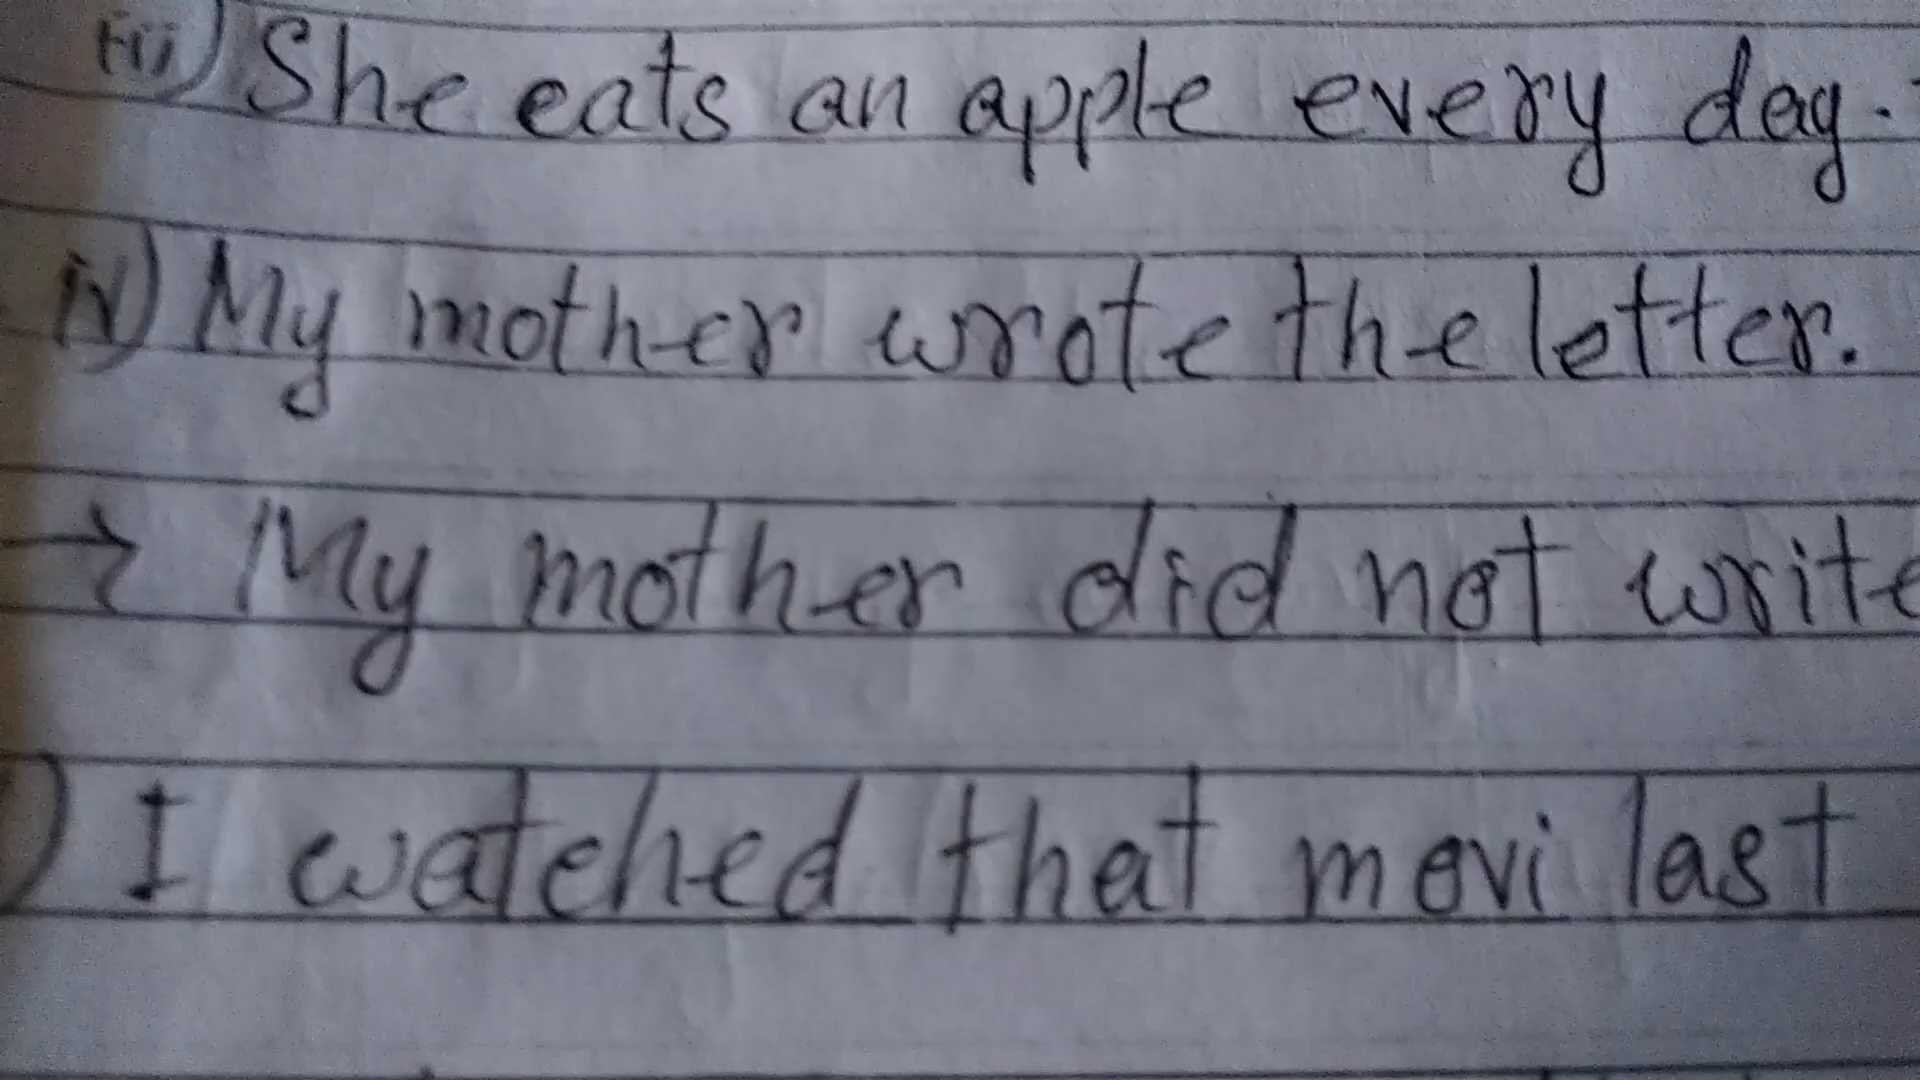 iii) She eats an apple every day.
iv) My mother wrote the letter.
→ My mother did not write
) I watched that movi last